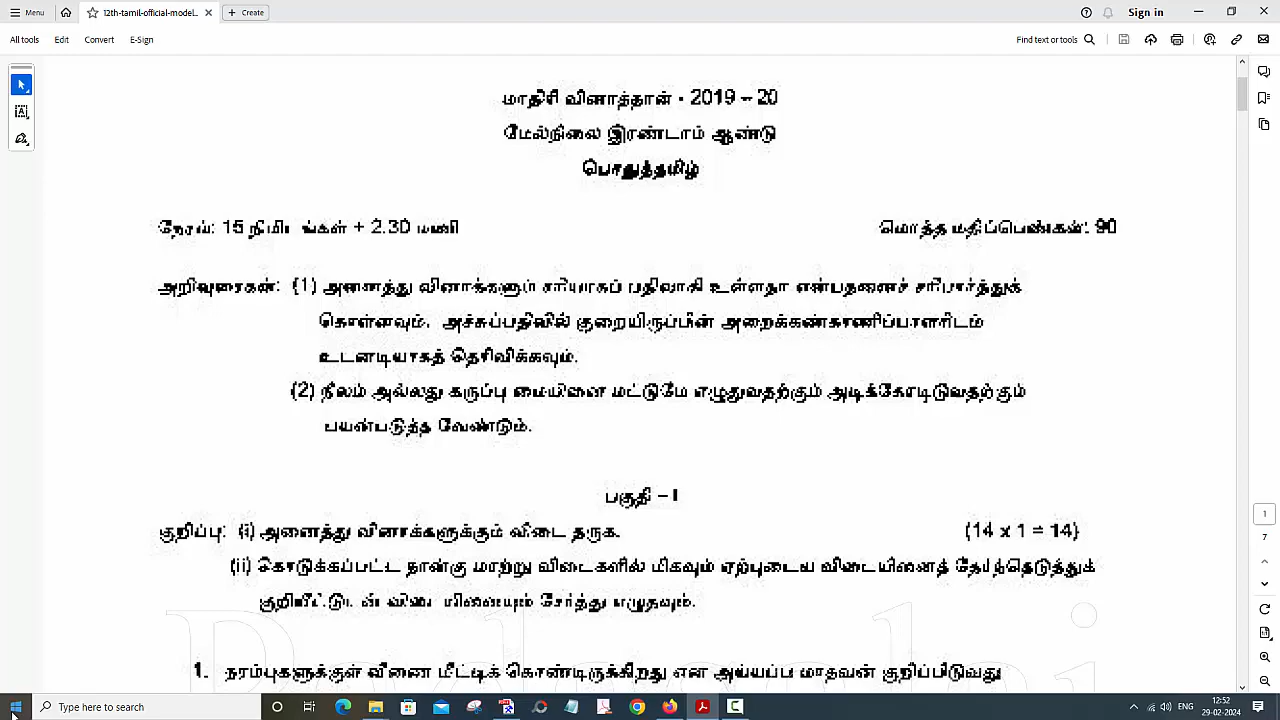 Menu
12th-tamil-official-model...
Create
Sign in
All tools Edit Convert E-Sign
Find text or tools
மாதிரி வினாத்தாள் - 2019 – 20
மேல்நிலை இரண்டாம் ஆண்டு
பொதுத்தமிழ்
நேரம்: 15 நிமிடங்கள் + 2.30 மணி
மொத்த மதிப்பெண்கள்: 90
அறிவுரைகள்: (1) அனைத்து வினாக்களும் சரியாகப் பதிவாகி உள்ளதா என்பதனைச் சரிபார்த்துக்
கொள்ளவும். அச்சுப்பதிவில் குறையிருப்பின் அறைக்கண்காணிப்பாளரிடம்
உடனடியாகத் தெரிவிக்கவும்.
(2) நீலம் அல்லது கருப்பு மையினை மட்டுமே எழுதுவதற்கும் அடிக்கோடிடுவதற்கும்
பயன்படுத்த வேண்டும்.
பகுதி – I
குறிப்பு: (i) அனைத்து வினாக்களுக்கும் விடை தருக.
(14 x 1 = 14)
(ii) கொடுக்கப்பட்ட நான்கு மாற்று விடைகளில் மிகவும் ஏற்புடைய விடையினைத் தேர்ந்தெடுத்துக்
குறியீட்டுடன் விடையினையும் சேர்த்து எழுதவும்.
1. நரம்புகளுக்குள் வீணை மீட்டிக் கொண்டிருக்கிறது என அய்யப்ப மாதவன் குறிப்பிடுவது
1
7
Type here to search
ENG
12:52
29-02-2024